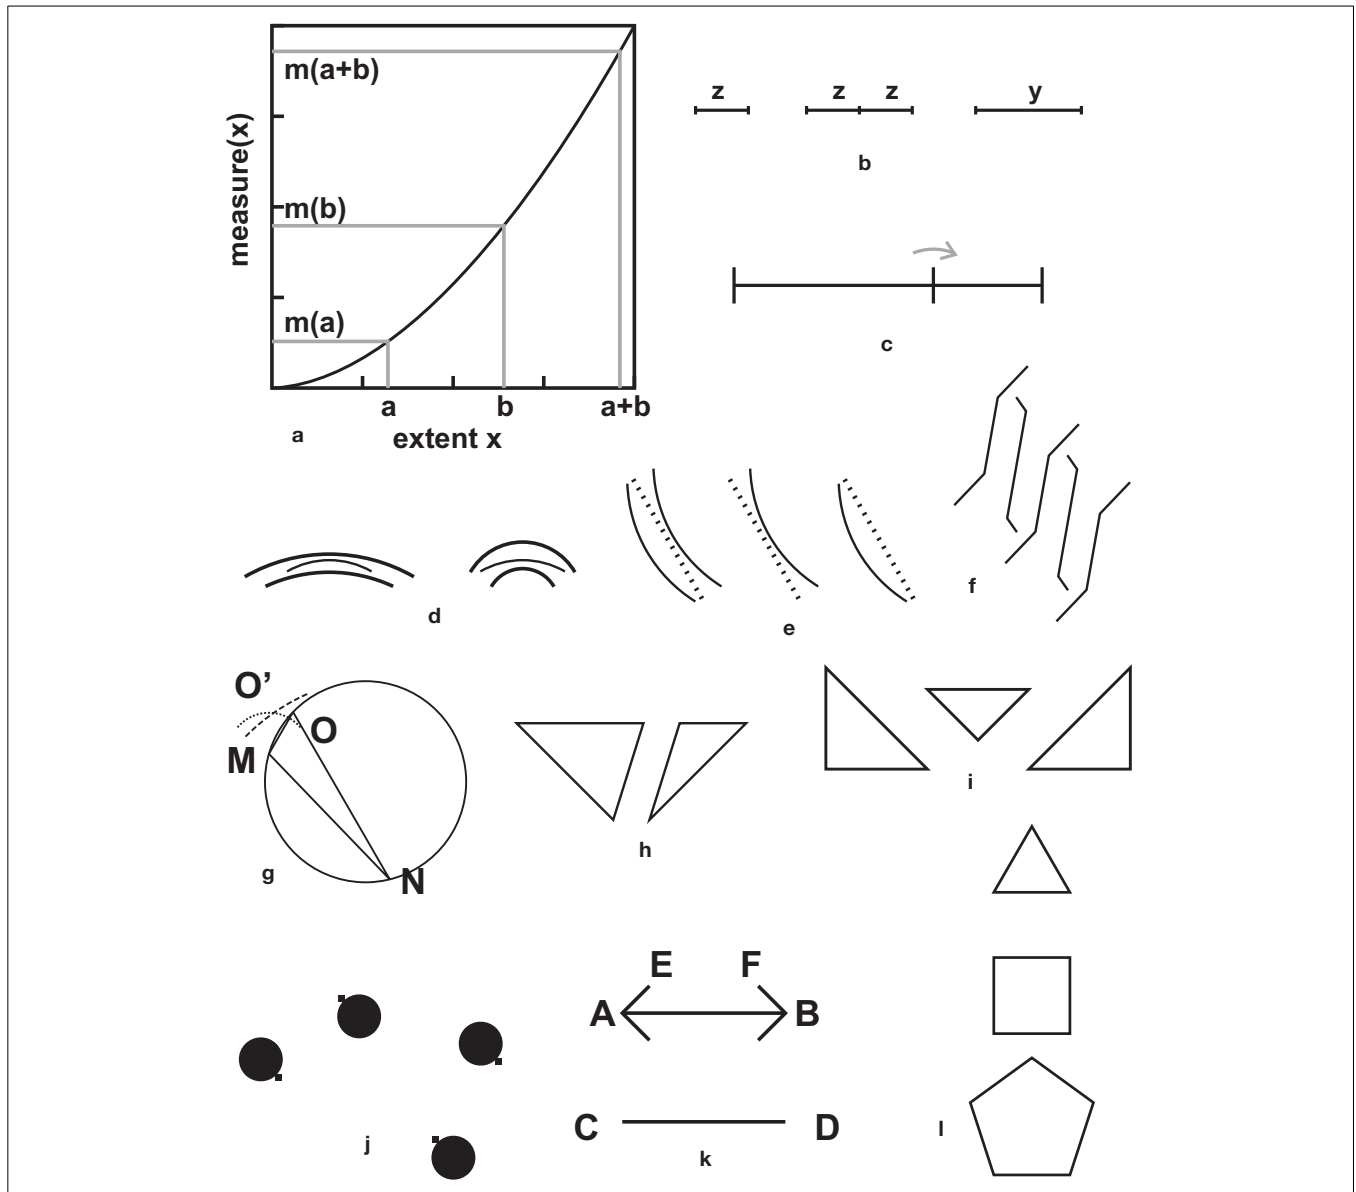 measure(x)
m(a+b)
m(b)
m(a)
a b a+b
extent x
a
z z z y
b
c
d
e
f
O’
O
M
N
g
h
i
E F
A B
C D
j
k
l